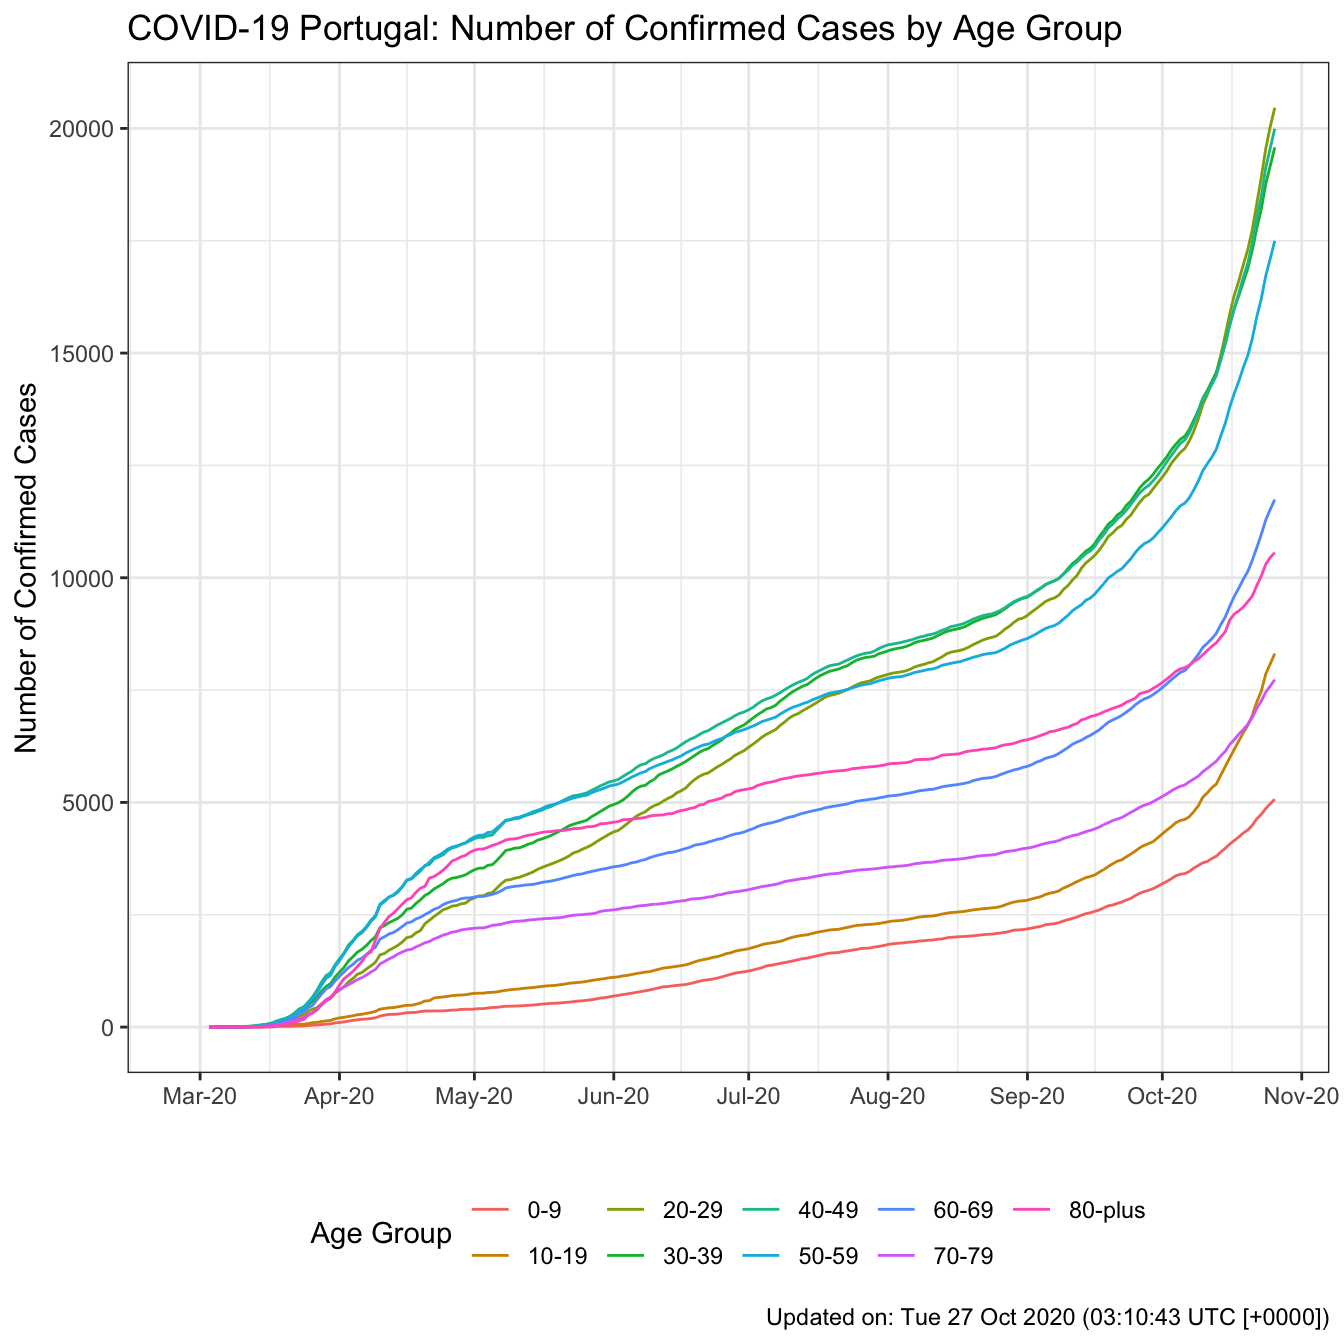 COVID-19 Portugal: Number of Confirmed Cases by Age Group
Number of Confirmed Cases
20000
15000
10000
5000
0
Mar-20 Apr-20 May-20 Jun-20 Jul-20 Aug-20 Sep-20 Oct-20 Nov-20
Age Group
0-9 20-29 40-49 60-69 80-plus
10-19 30-39 50-59 70-79
Updated on: Tue 27 Oct 2020 (03:10:43 UTC [+0000])